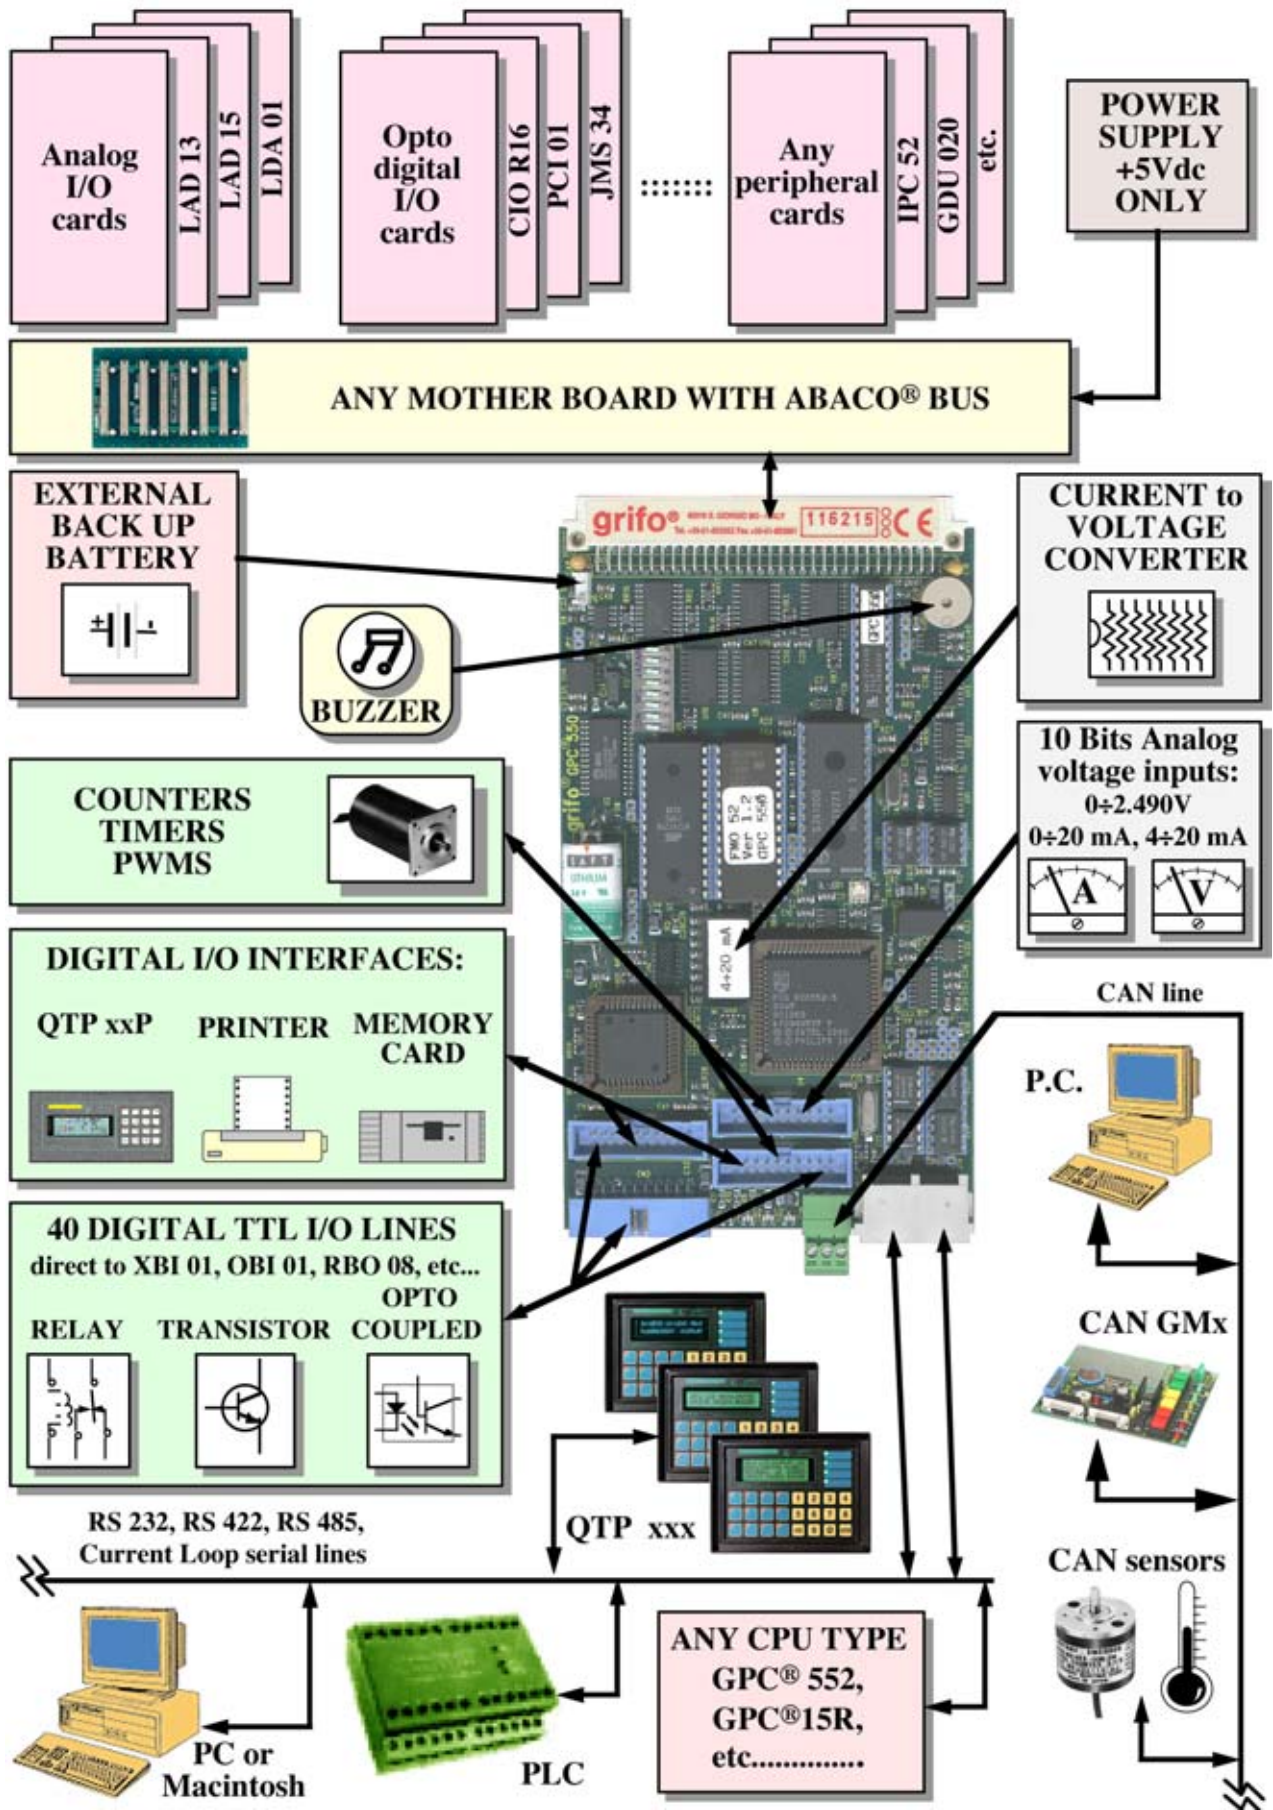 Analog
I/O
cards
LAD 13
LAD 15
LDA 01
Opto
digital
I/O
cards
CIO R16
PCI 01
JMS 34
Any
peripheral
cards
IPC 52
GDU 020
etc.
POWER
SUPPLY
+5Vdc
ONLY
ANY MOTHER BOARD WITH ABACO® BUS
EXTERNAL
BACK UP
BATTERY
+ -
BUZZER
grifo®
116215
CE
CURRENT to
VOLTAGE
CONVERTER
10 Bits Analog
voltage inputs:
0÷2.490V
0÷20 mA, 4÷20 mA
A
V
COUNTERS
TIMERS
PWMS
grifo® GPC 550
FMO 52
Ver 1.2
GPC 550
LITHIUM
4÷20 mA
DIGITAL I/O INTERFACES:
QTP xxP
PRINTER
MEMORY
CARD
CAN line
P.C.
40 DIGITAL TTL I/O LINES
direct to XBI 01, OBI 01, RBO 08, etc...
RELAY
TRANSISTOR
OPTO
COUPLED
CAN GMx
QTP xxx
RS 232, RS 422, RS 485,
Current Loop serial lines
CAN sensors
PC or
Macintosh
PLC
ANY CPU TYPE
GPC® 552,
GPC®15R,
etc..............